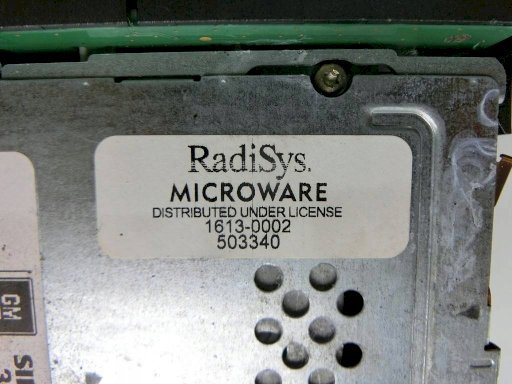 RadiSys.
MICROWARE
DISTRIBUTED UNDER LICENSE
1613-0002
503340
GM